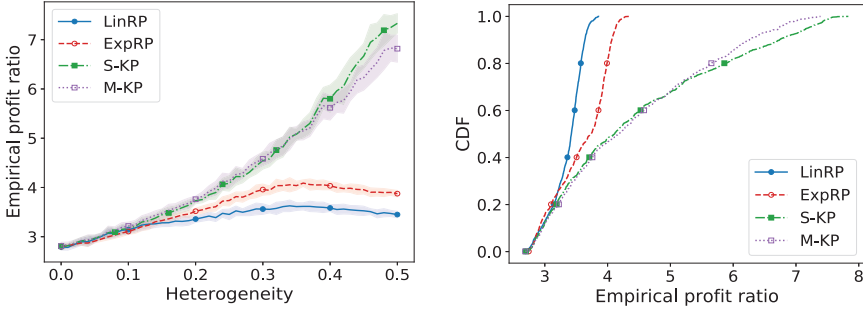 Empirical profit ratio
7
6
5
4
3
LinRP
ExpRP
S-KP
M-KP
0.0 0.1 0.2 0.3 0.4 0.5
Heterogeneity
CDF
1.0
0.8
0.6
0.4
0.2
0.0
LinRP
ExpRP
S-KP
M-KP
3 4 5 6 7 8
Empirical profit ratio